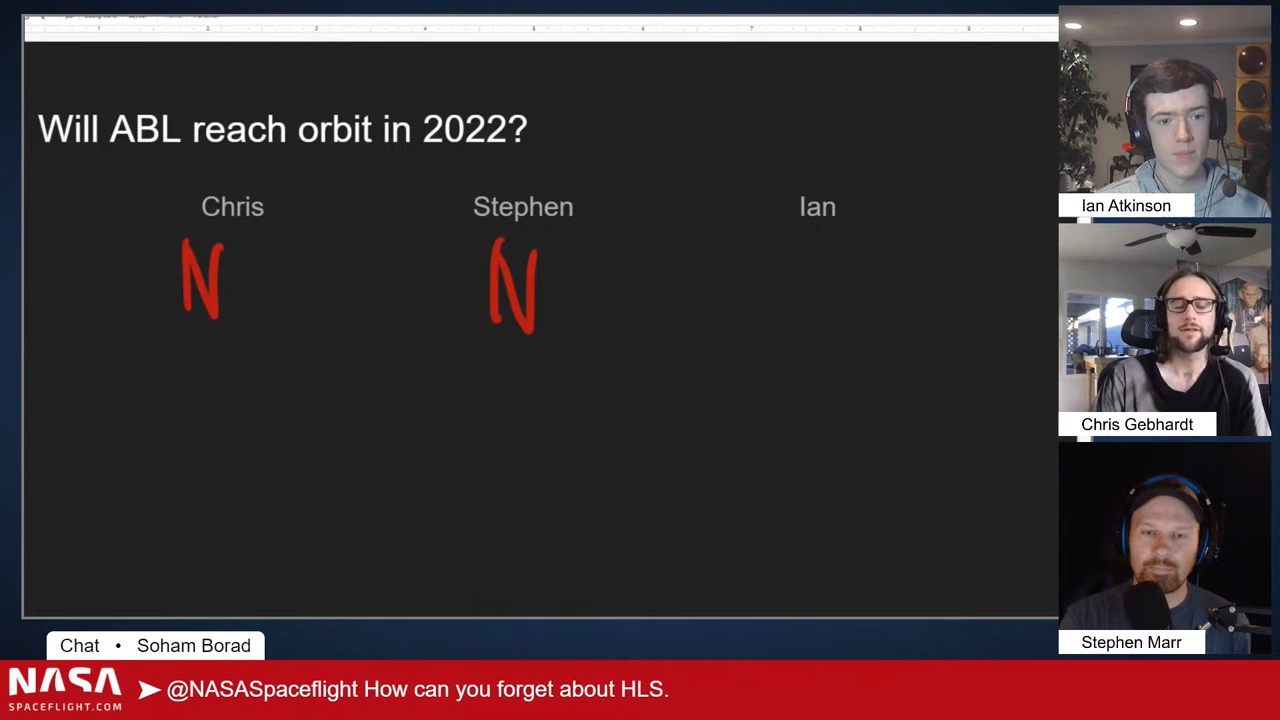 Will ABL reach orbit in 2022?
Chris
Stephen
Ian
N
N
Ian Atkinson
Chris Gebhardt
Stephen Marr
Chat • Soham Borad
NASA
SPACEFLIGHT.COM
@NASASpaceflight How can you forget about HLS.